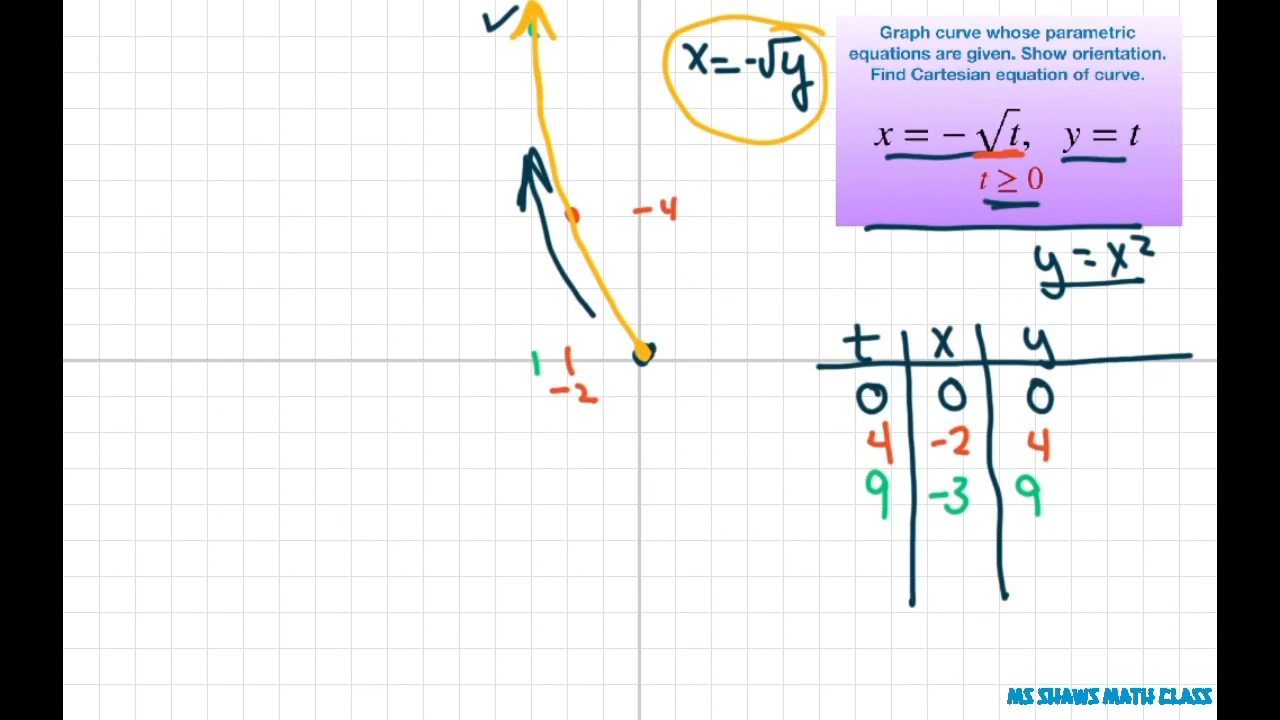 x = -√y
Graph curve whose parametric
equations are given. Show orientation.
Find Cartesian equation of curve.
x = − √t, y = t
t ≥ 0
-4
y = x²
-2
t x y
0 0 0
4 -2 4
9 -3 9
MS SHAWS MATH CLASS